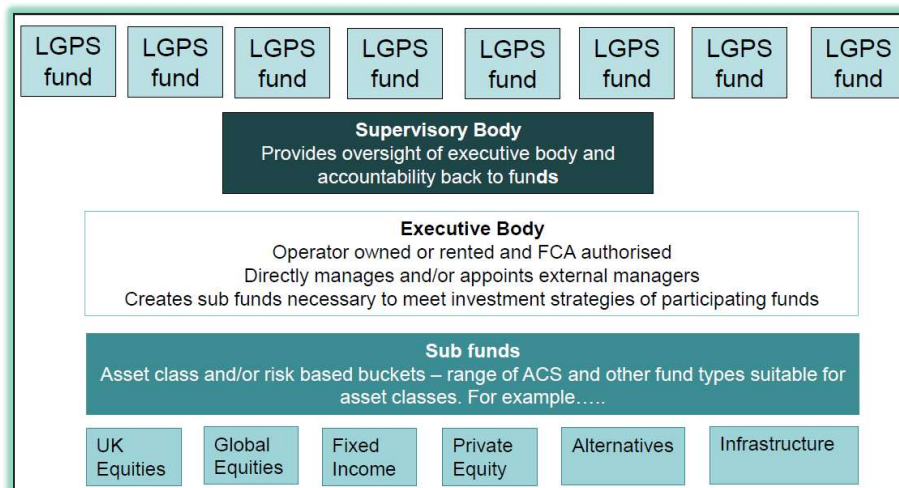 LGPS fund
LGPS fund
LGPS fund
LGPS fund
LGPS fund
LGPS fund
LGPS fund
LGPS fund
Supervisory Body
Provides oversight of executive body and
accountability back to funds
Executive Body
Operator owned or rented and FCA authorised
Directly manages and/or appoints external managers
Creates sub funds necessary to meet investment strategies of participating funds
Sub funds
Asset class and/or risk based buckets – range of ACS and other fund types suitable for
asset classes. For example…..
UK
Equities
Global
Equities
Fixed
Income
Private
Equity
Alternatives
Infrastructure